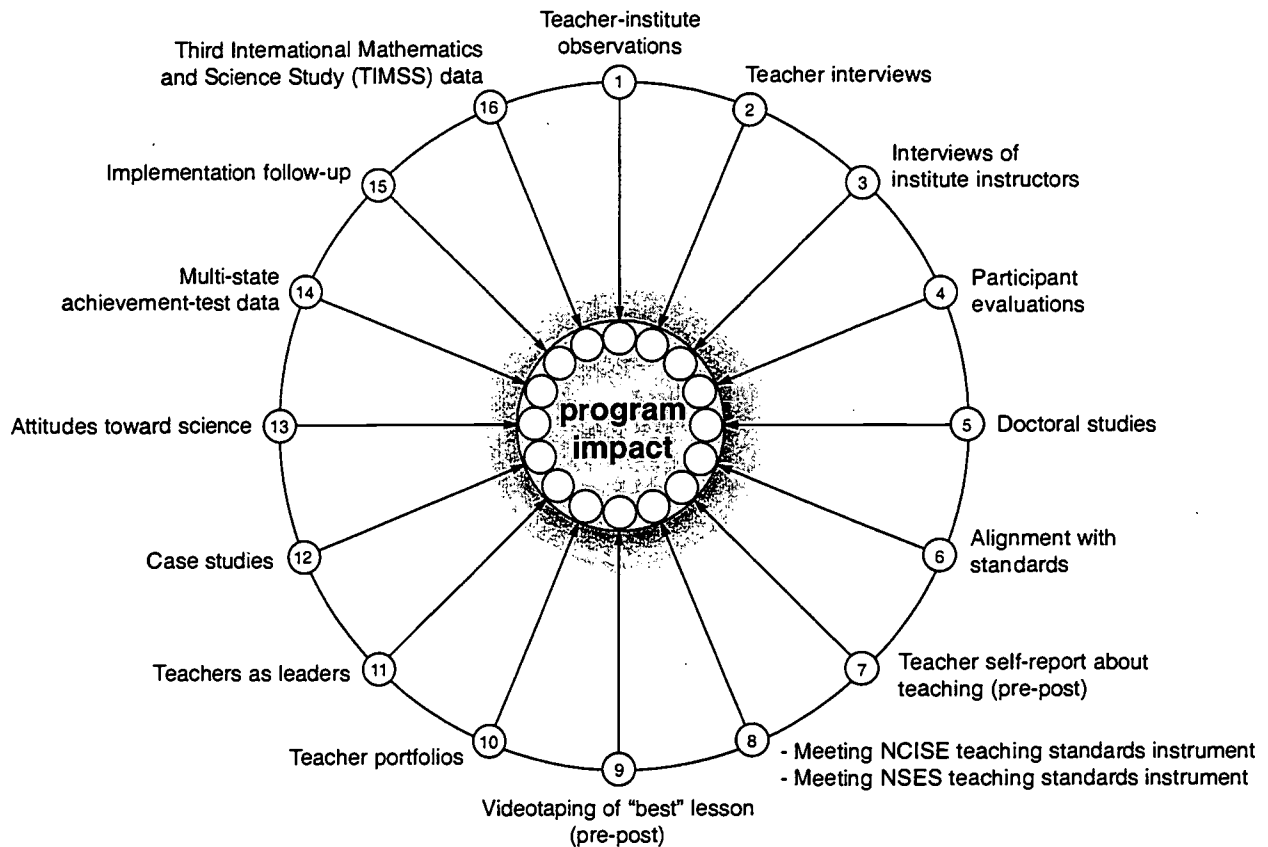 Teacher-institute
observations
1
Teacher interviews
2
Interviews of
institute instructors
3
Participant
evaluations
4
Doctoral studies
5
Alignment with
standards
6
Teacher self-report about
teaching (pre-post)
7
- Meeting NCISE teaching standards instrument
- Meeting NSES teaching standards instrument
8
Videotaping of “best” lesson
(pre-post)
9
Teacher portfolios
10
Teachers as leaders
11
Case studies
12
Attitudes toward science
13
Multi-state
achievement-test data
14
Implementation follow-up
15
Third International Mathematics
and Science Study (TIMSS) data
16
program
impact